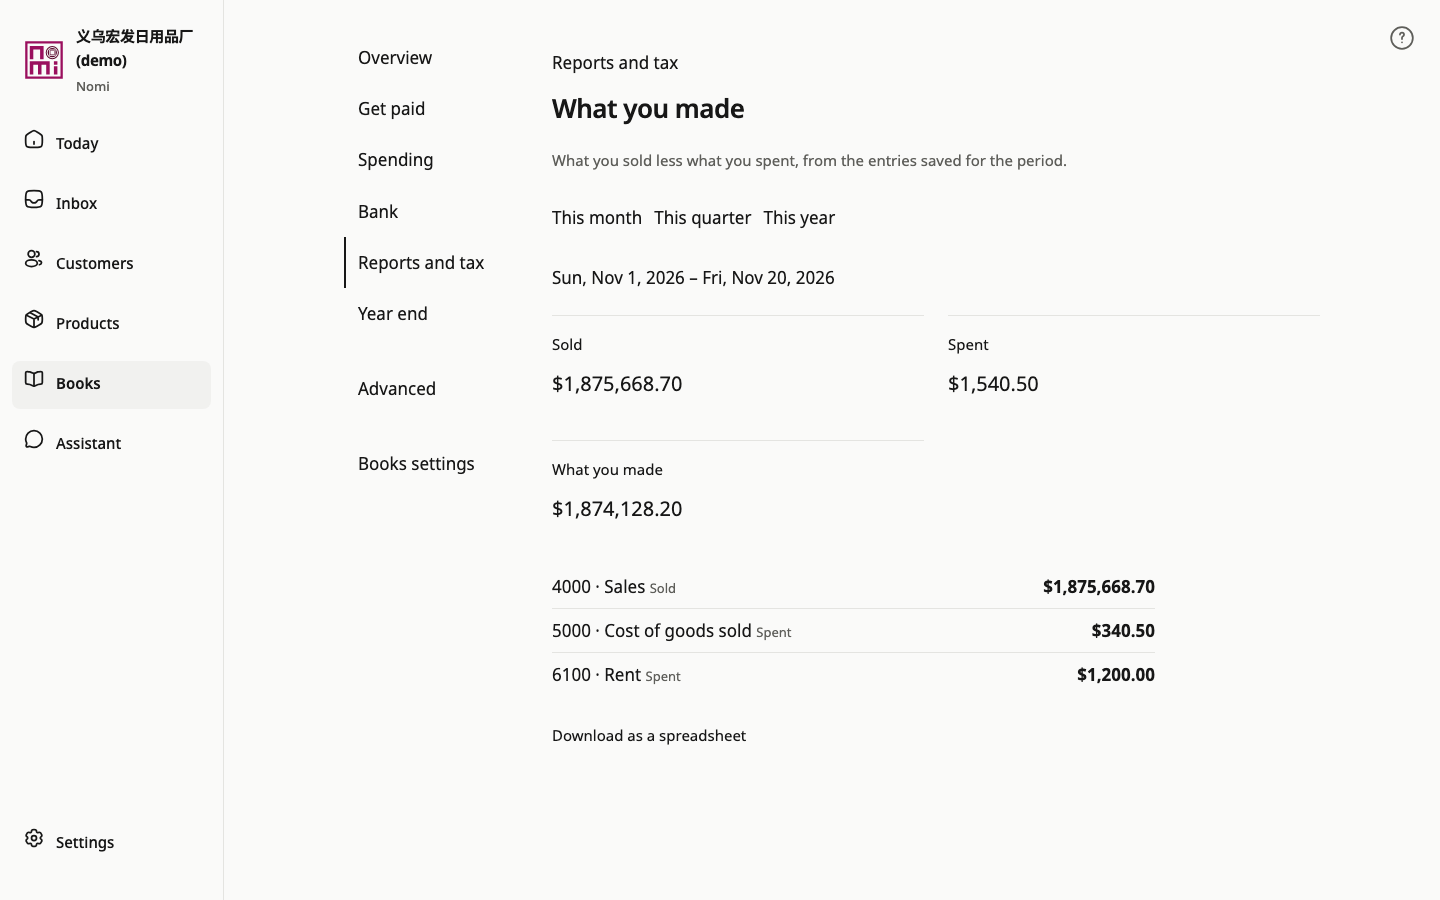 义乌宏发日用品厂
(demo)
Nomi
Today
Inbox
Customers
Products
Books
Assistant
Settings
Overview
Get paid
Spending
Bank
Reports and tax
Year end
Advanced
Books settings
Reports and tax
What you made
What you sold less what you spent, from the entries saved for the period.
This month This quarter This year
Sun, Nov 1, 2026 – Fri, Nov 20, 2026
Sold
$1,875,668.70
Spent
$1,540.50
What you made
$1,874,128.20
4000 · Sales Sold $1,875,668.70
5000 · Cost of goods sold Spent $340.50
6100 · Rent Spent $1,200.00
Download as a spreadsheet